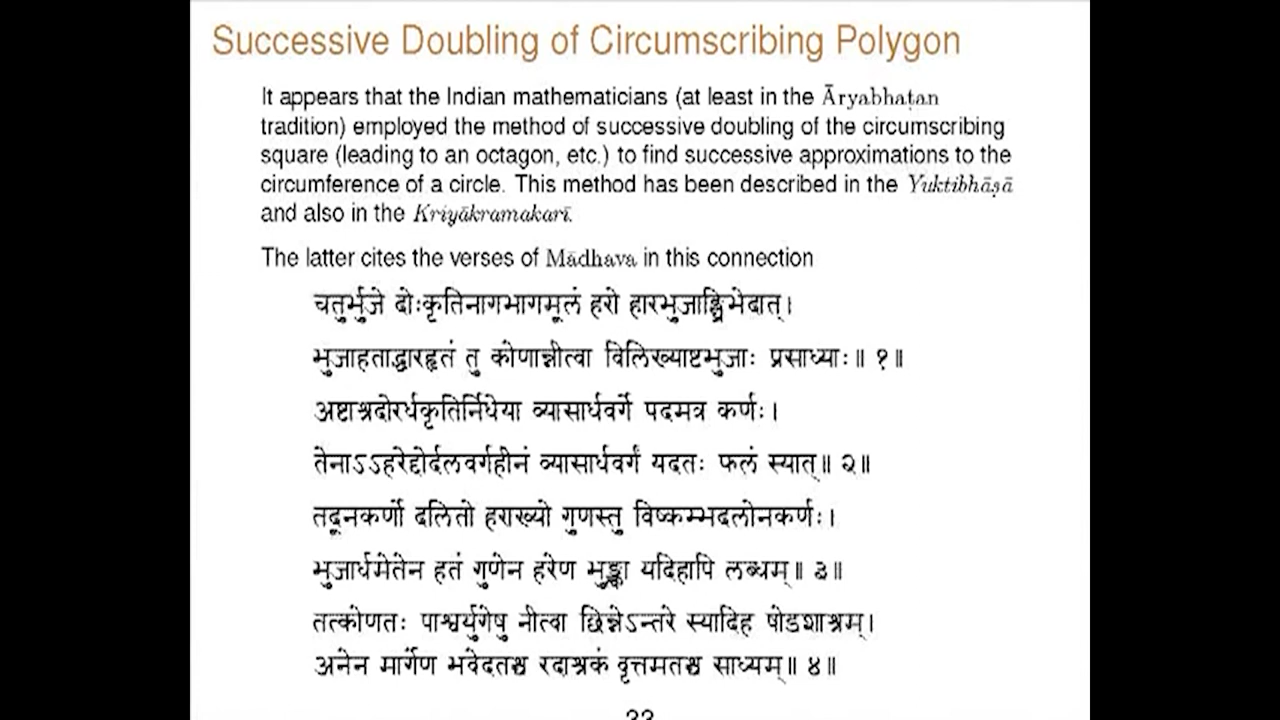 Successive Doubling of Circumscribing Polygon
It appears that the Indian mathematicians (at least in the Āryabhaṭan
tradition) employed the method of successive doubling of the circumscribing
square (leading to an octagon, etc.) to find successive approximations to the
circumference of a circle. This method has been described in the Yuktibhāṣā
and also in the Kriyākramakarī.
The latter cites the verses of Mādhava in this connection
चतुर्भुजे दोःकृतिनागभागमूलं हरो हारभुजाङ्घ्रिभेदात्।
भुजाहताद्धारहृतं तु कोणान्नीत्वा विलिख्याष्टभुजाः प्रसाध्याः॥ १॥
अष्टाश्रदोरर्धकृतिर्निधेया व्यासार्धवर्गे पदमत्र कर्णः।
तेनाऽऽहरेद्दोर्दलवर्गहीनं व्यासार्धवर्गं यदतः फलं स्यात्॥ २॥
तदूनकर्णो दलितो हराख्यो गुणस्तु विष्कम्भदलोनकर्णः।
भुजार्धमेतेन हतं गुणेन हरेण भुङ्क्ता यदिहापि लब्धम्॥ ३॥
तत्कोणतः पार्श्वयुगेषु नीत्वा छिन्नेऽन्तरे स्यादिह षोडशाश्रम्।
अनेन मार्गेण भवेदतश्च रदाश्रकं वृत्तमतश्च साध्यम्॥ ४॥